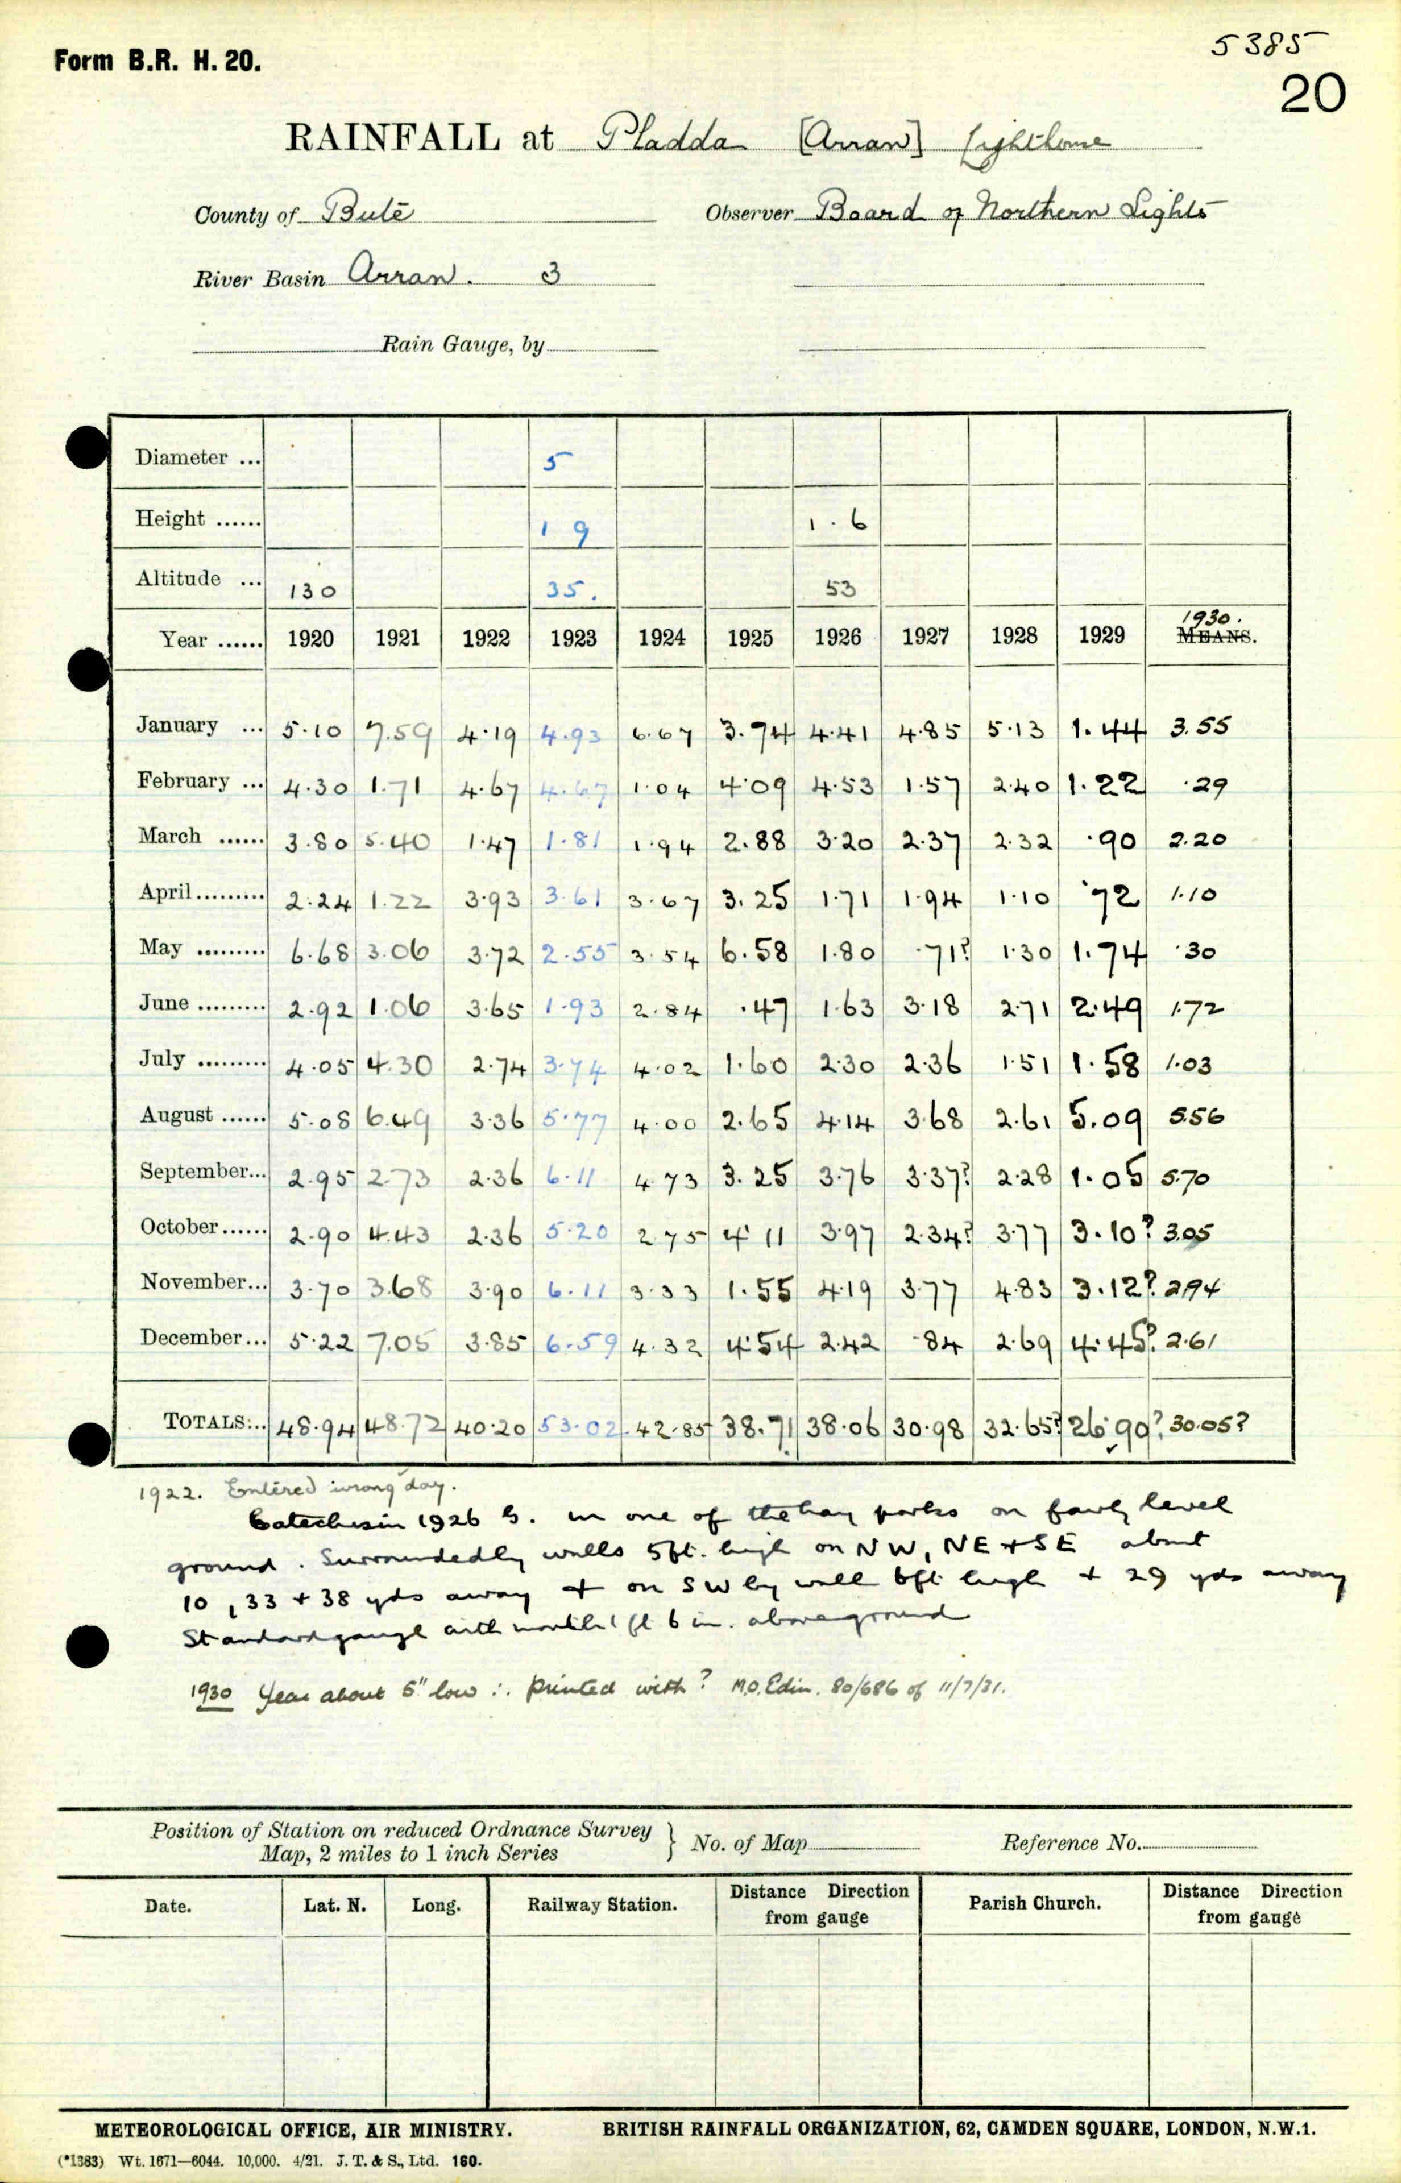 Form B.R. H. 20.
5385
20
RAINFALL at Pladda [Arran] Lighthouse
County of Bute Observer Board of Northern Lights
River Basin Arran. 3
Rain Gauge, by
Diameter ... 5
Height ...... 1 9 1.6
Altitude ... 130 35. 53
Year ...... 1920 1921 1922 1923 1924 1925 1926 1927 1928 1929 1930. MEANS.
January ... 5.10 7.59 4.19 4.93 6.67 3.74 4.41 4.85 5.13 1.44 3.55
February ... 4.30 1.71 4.67 4.67 1.04 4.09 4.53 1.57 2.40 1.22 .29
March ...... 3.80 5.40 1.47 1.81 1.94 2.88 3.20 2.37 2.32 .90 2.20
April ......... 2.24 1.22 3.93 3.61 3.67 3.25 1.71 1.94 1.10 .72 1.10
May ......... 6.68 3.06 3.72 2.55 3.54 6.58 1.80 .71? 1.30 1.74 .30
June ......... 2.92 1.06 3.65 1.93 2.84 .47 1.63 3.18 2.71 2.49 1.72
July ......... 4.05 4.30 2.74 3.74 4.02 1.60 2.30 2.36 1.51 1.58 1.03
August ...... 5.08 6.49 3.36 5.77 4.00 2.65 4.14 3.68 2.61 5.09 5.56
September... 2.95 2.73 2.36 6.11 4.73 3.25 3.76 3.37? 2.28 1.05 5.70
October ...... 2.90 4.43 2.36 5.20 2.75 4.11 3.97 2.34? 3.77 3.10? 3.05
November... 3.70 3.68 3.90 6.11 3.33 1.55 4.19 3.77 4.83 3.12? 2.94
December... 5.22 7.05 3.85 6.59 4.32 4.54 2.42 .84 2.69 4.45? 2.61
TOTALS... 48.94 48.72 40.20 53.02 42.85 38.71 38.06 30.98 32.65? 26.90? 30.05?
1922. Entered wrong day.
1926 G. in one of the hay parks on fairly level
ground. Surrounded by walls 5ft. high on NW, NE + SE about
10, 33 + 38 yds away + on SW by wall 6ft high + 29 yds away
Standard gauge with mouth 1 ft 6 in. above ground
1930 Year about 5" low ∴ printed with ? M.O. Edin. 80/686 of 11/7/31.
Position of Station on reduced Ordnance Survey Map, 2 miles to 1 inch Series } No. of Map Reference No.
Date. Lat. N. Long. Railway Station. Distance Direction from gauge Parish Church. Distance Direction from gauge
METEOROLOGICAL OFFICE, AIR MINISTRY. BRITISH RAINFALL ORGANIZATION, 62, CAMDEN SQUARE, LONDON, N.W.1.
(*1383) Wt. 1671—6044. 10,000. 4/21. J. T. & S., Ltd. 160.